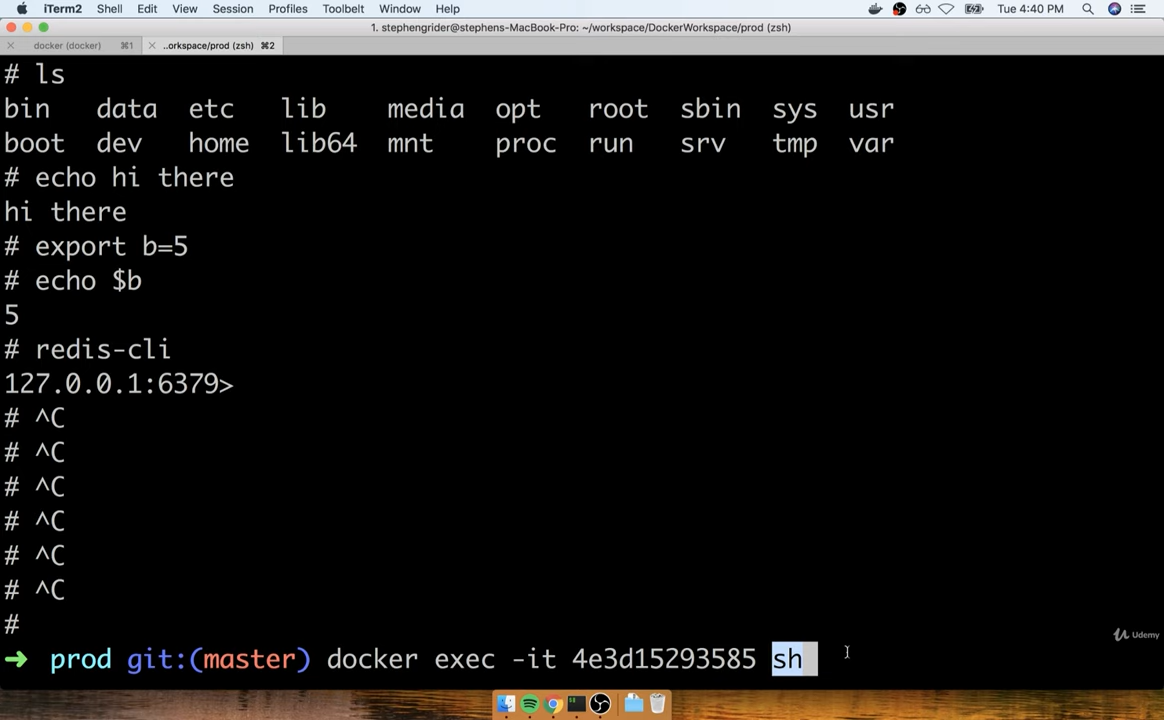 iTerm2 Shell Edit View Session Profiles Toolbelt Window Help Tue 4:40 PM
1. stephengrider@stephens-MacBook-Pro: ~/workspace/DockerWorkspace/prod (zsh)
docker (docker) ⌘1 ..orkspace/prod (zsh) ⌘2
# ls
bin data etc lib media opt root sbin sys usr
boot dev home lib64 mnt proc run srv tmp var
# echo hi there
hi there
# export b=5
# echo $b
5
# redis-cli
127.0.0.1:6379>
# ^C
# ^C
# ^C
# ^C
# ^C
# ^C
#
Udemy
→ prod git:(master) docker exec -it 4e3d15293585 sh